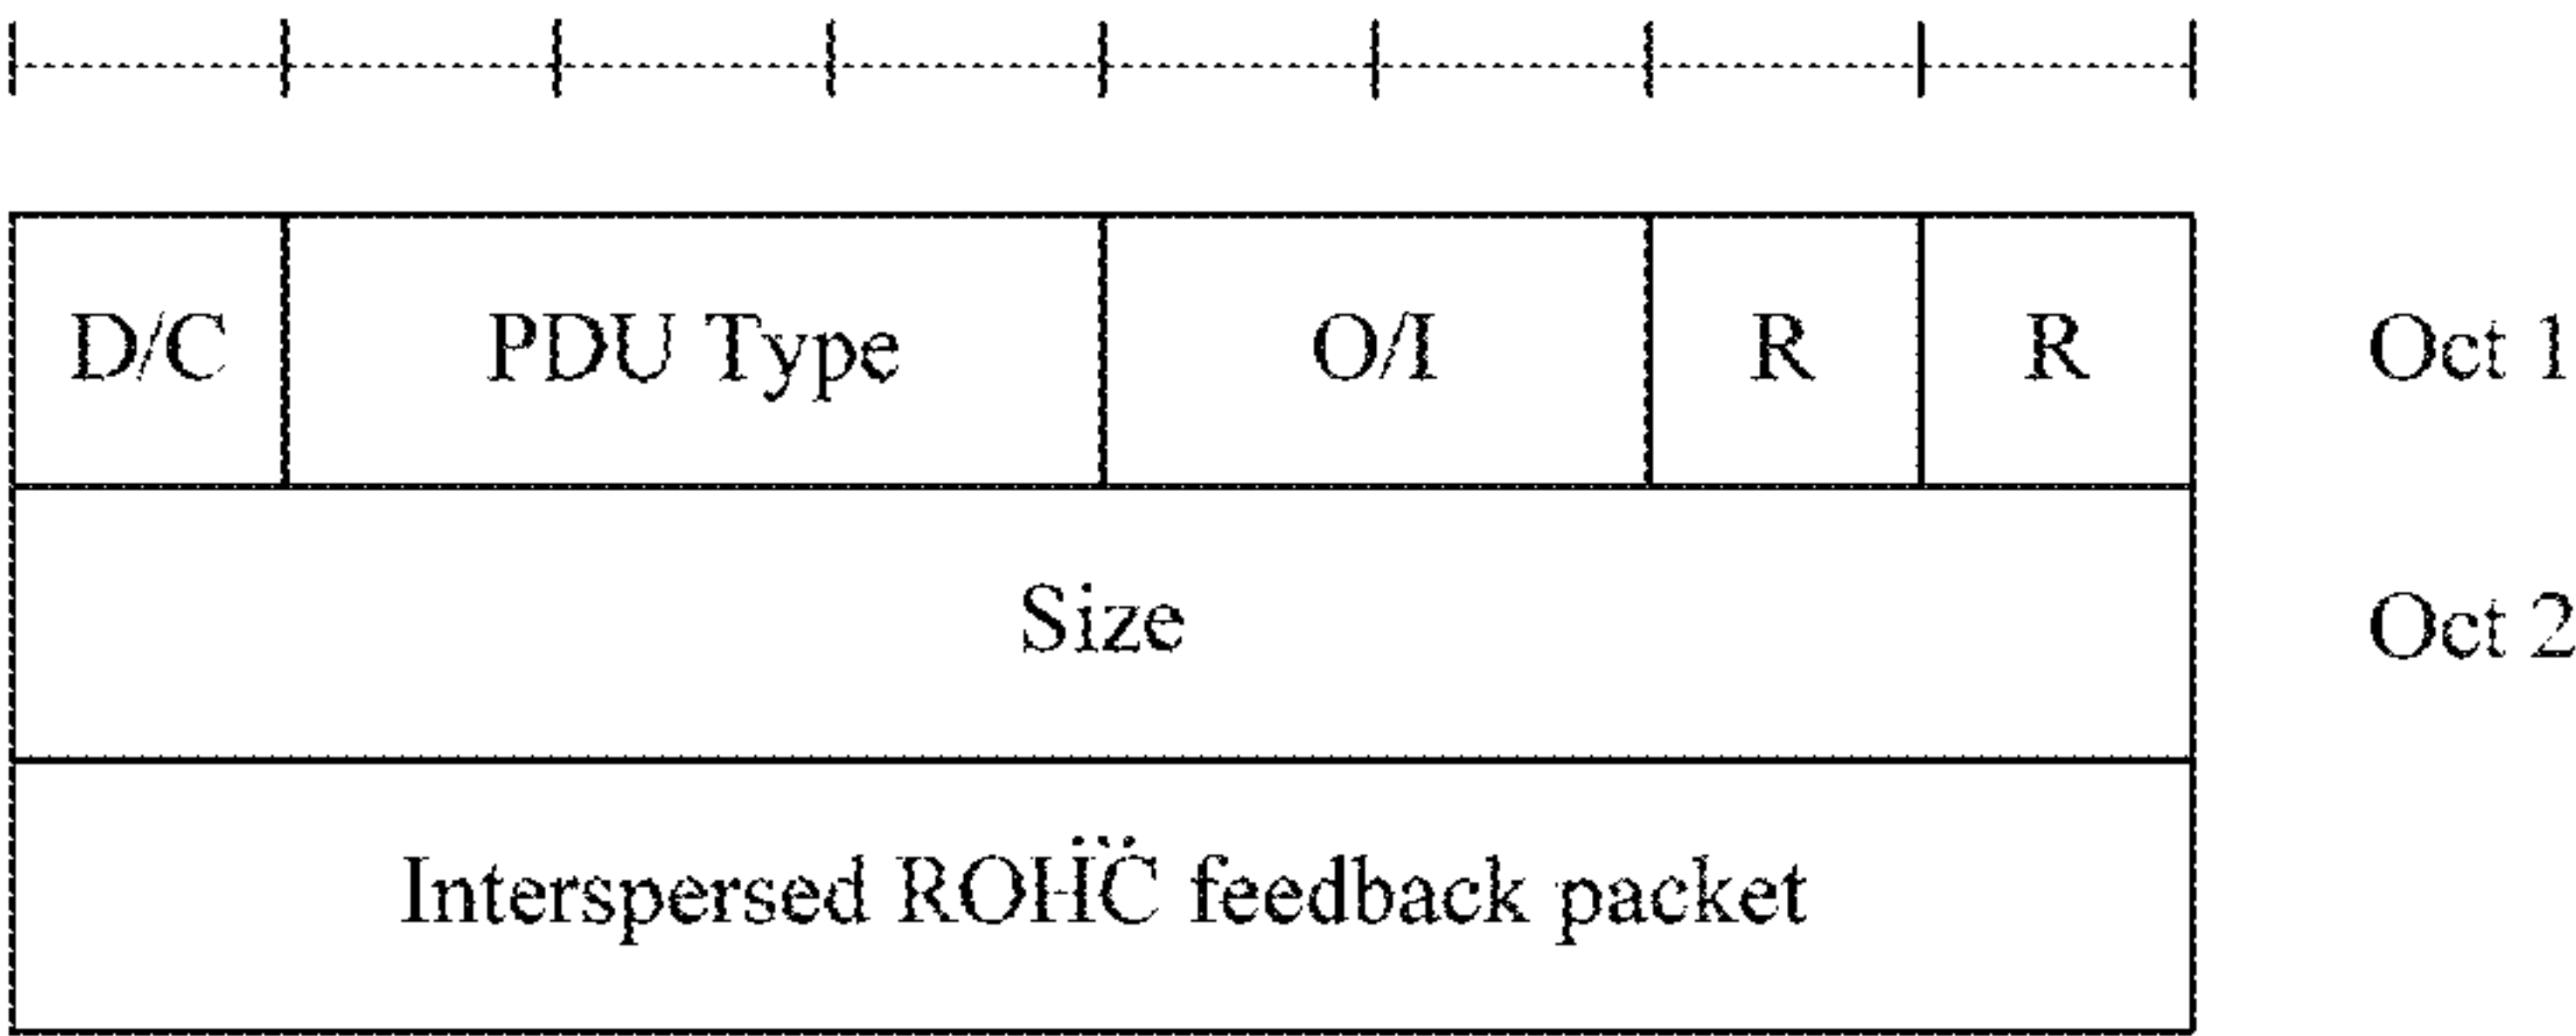 D/C PDU Type O/I R R Oct 1
Size Oct 2
...
Interspersed ROHC feedback packet